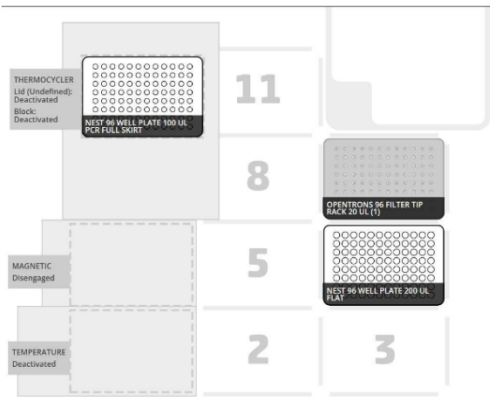 THERMOCYCLER
Lid (Undefined):
Deactivated
Block:
Deactivated
NEST 96 WELL PLATE 100 UL
PCR FULL SKIRT
11
8
OPENTRONS 96 FILTER TIP
RACK 20 UL (1)
MAGNETIC
Disengaged
5
NEST 96 WELL PLATE 200 UL
FLAT
TEMPERATURE
Deactivated
2
3